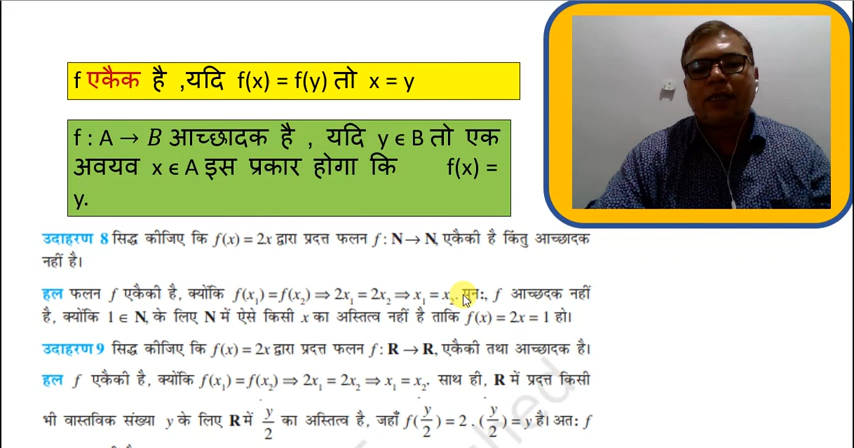 f एकैक है ,यदि f(x) = f(y) तो x = y
f : A → B आच्छादक है , यदि y ϵ B तो एक
अवयव x ϵ A इस प्रकार होगा कि f(x) =
y.
उदाहरण 8 सिद्ध कीजिए कि f(x) = 2x द्वारा प्रदत्त फलन f : N → N, एकैकी है किंतु आच्छादक
नहीं है।
हल फलन f एकैकी है, क्योंकि f(x₁) = f(x₂) ⇒ 2x₁ = 2x₂ ⇒ x₁ = x₂. पुन:, f आच्छदक नहीं
है, क्योंकि 1 ∈ N, के लिए N में ऐसे किसी x का अस्तित्व नहीं है ताकि f(x) = 2x = 1 हो।
उदाहरण 9 सिद्ध कीजिए कि f(x) = 2x द्वारा प्रदत्त फलन f : R → R, एकैकी तथा आच्छादक है।
हल f एकैकी है, क्योंकि f(x₁) = f(x₂) ⇒ 2x₁ = 2x₂ ⇒ x₁ = x₂. साथ ही, R में प्रदत्त किसी
भी वास्तविक संख्या y के लिए R में y/2 का अस्तित्व है, जहाँ f(y/2) = 2 . (y/2) = y है। अत: f